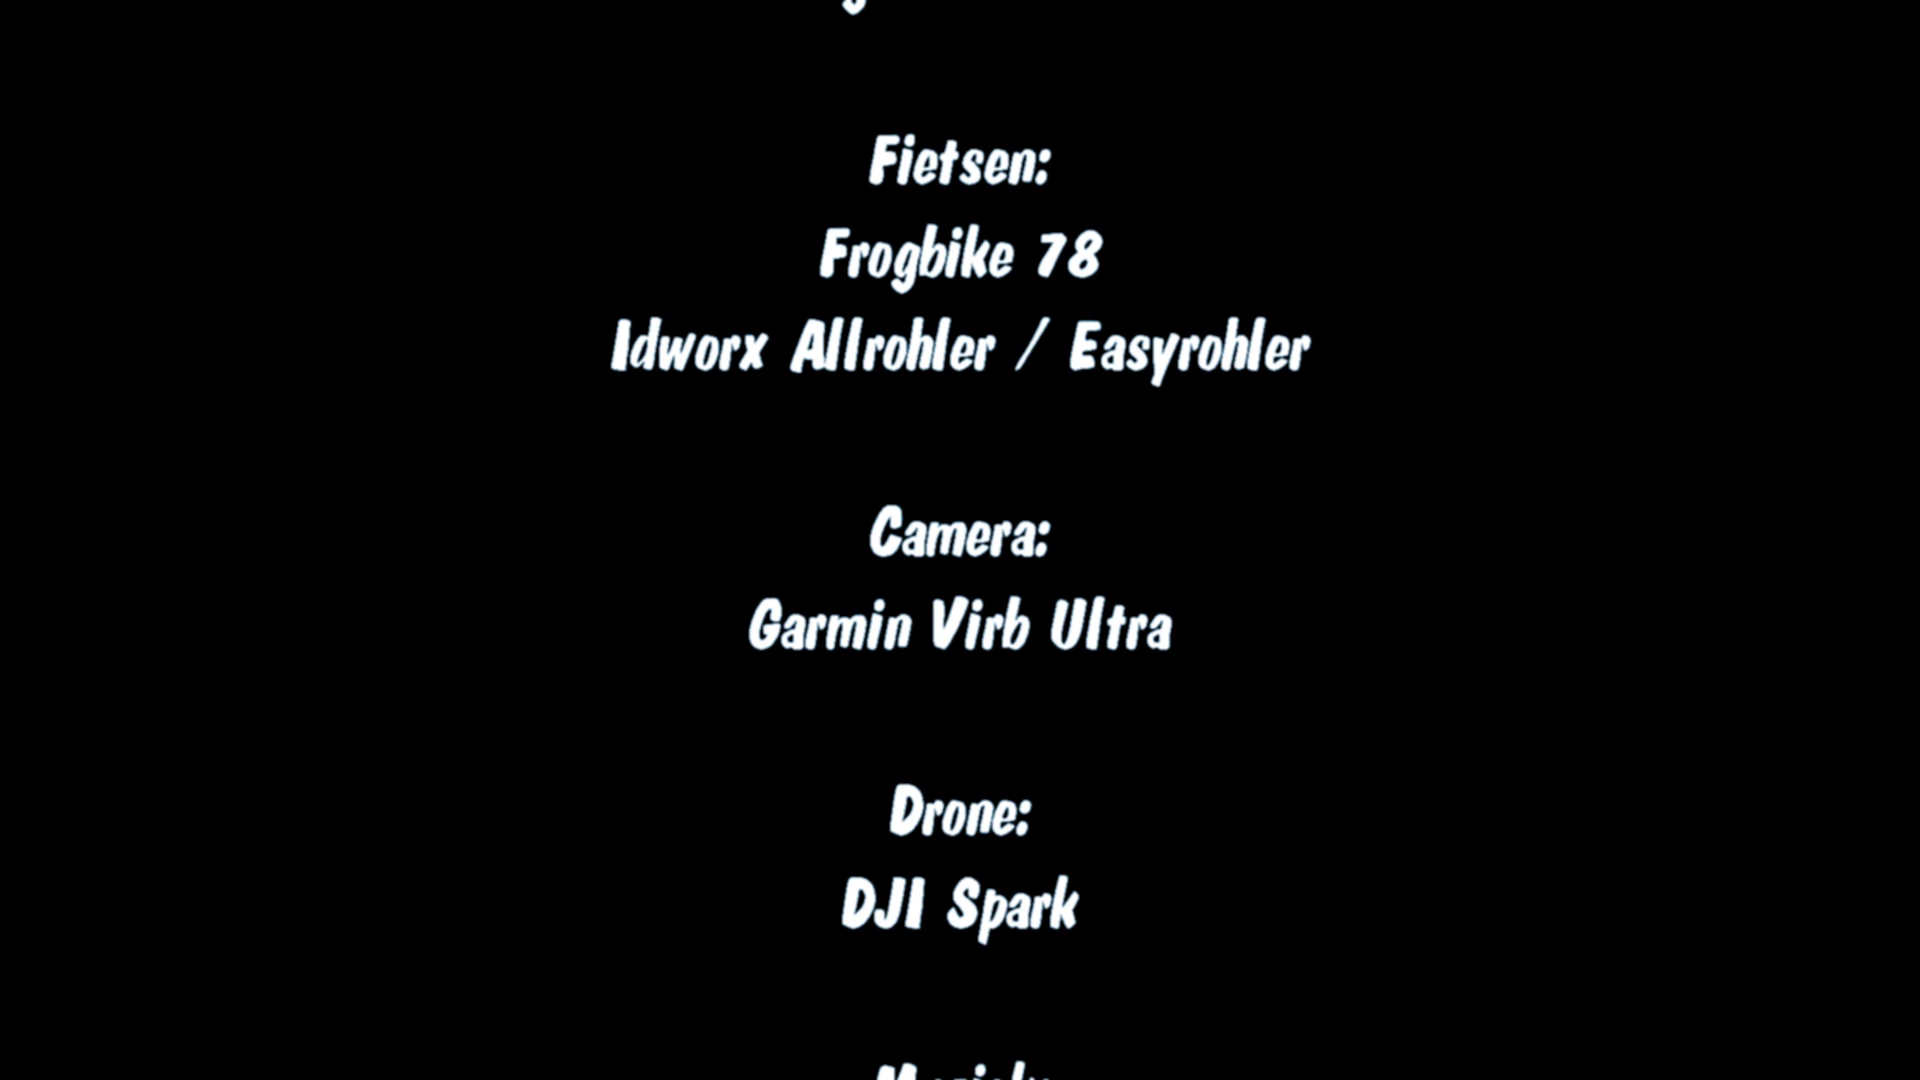 Fietsen:
Frogbike 78
Idworx Allrohler / Easyrohler
Camera:
Garmin Virb Ultra
Drone:
DJI Spark